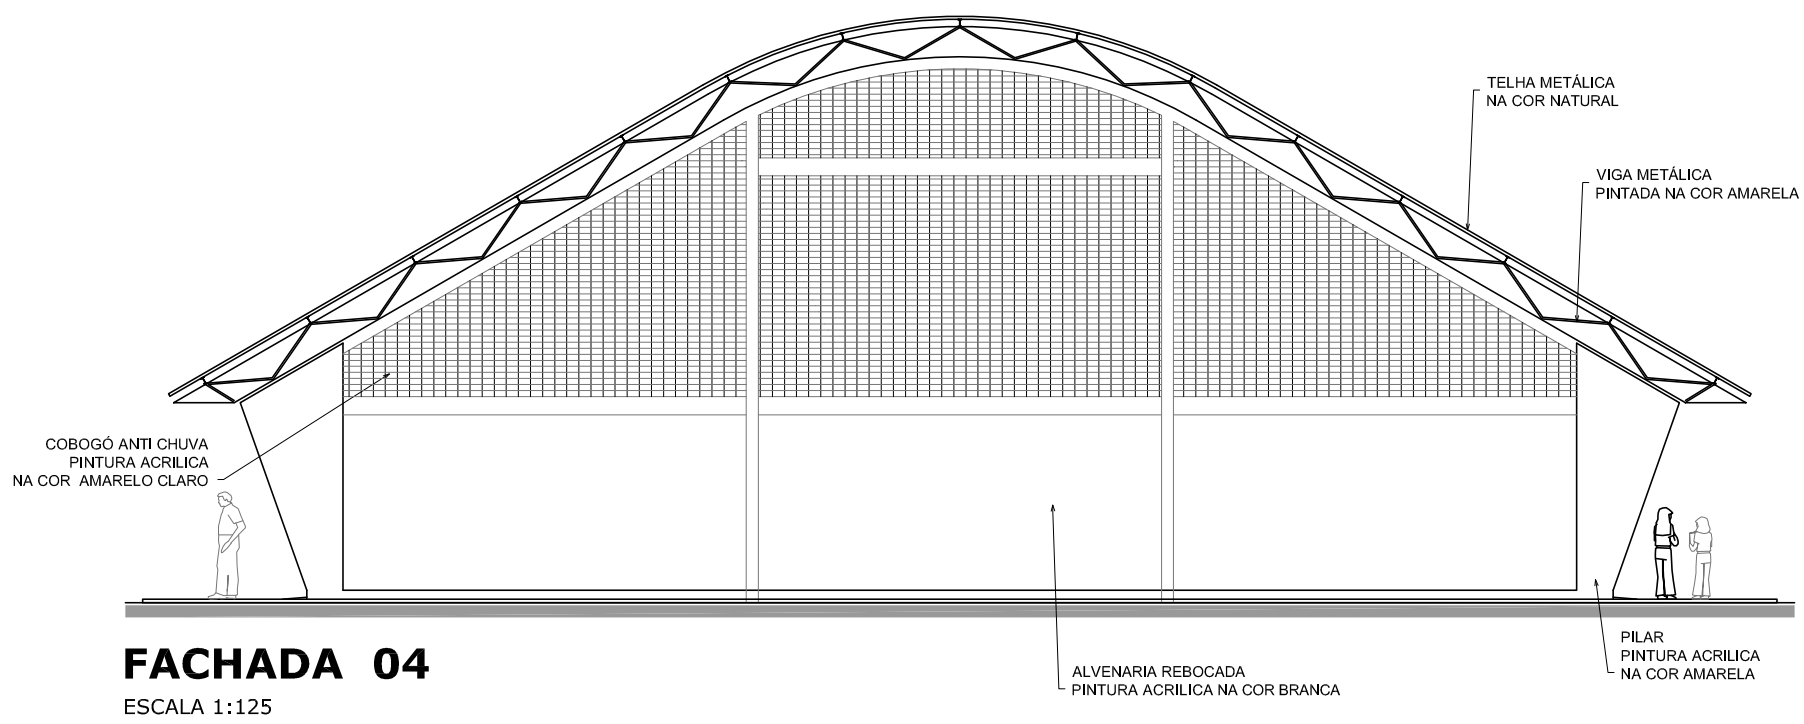 TELHA METÁLICA
NA COR NATURAL
VIGA METÁLICA
PINTADA NA COR AMARELA
COBOGÓ ANTI CHUVA
PINTURA ACRILICA
NA COR AMARELO CLARO
PILAR
PINTURA ACRILICA
NA COR AMARELA
ALVENARIA REBOCADA
PINTURA ACRILICA NA COR BRANCA
FACHADA 04
ESCALA 1:125